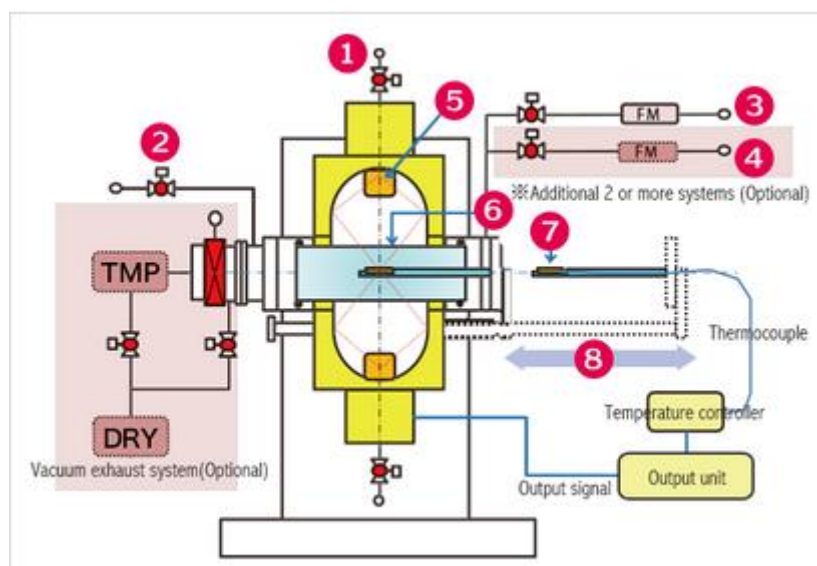 1
5
3
FM
2
4
FM
※Additional 2 or more systems (Optional)
6
7
TMP
Thermocouple
8
Temperature controller
DRY
Vacuum exhaust system(Optional)
Output signal
Output unit